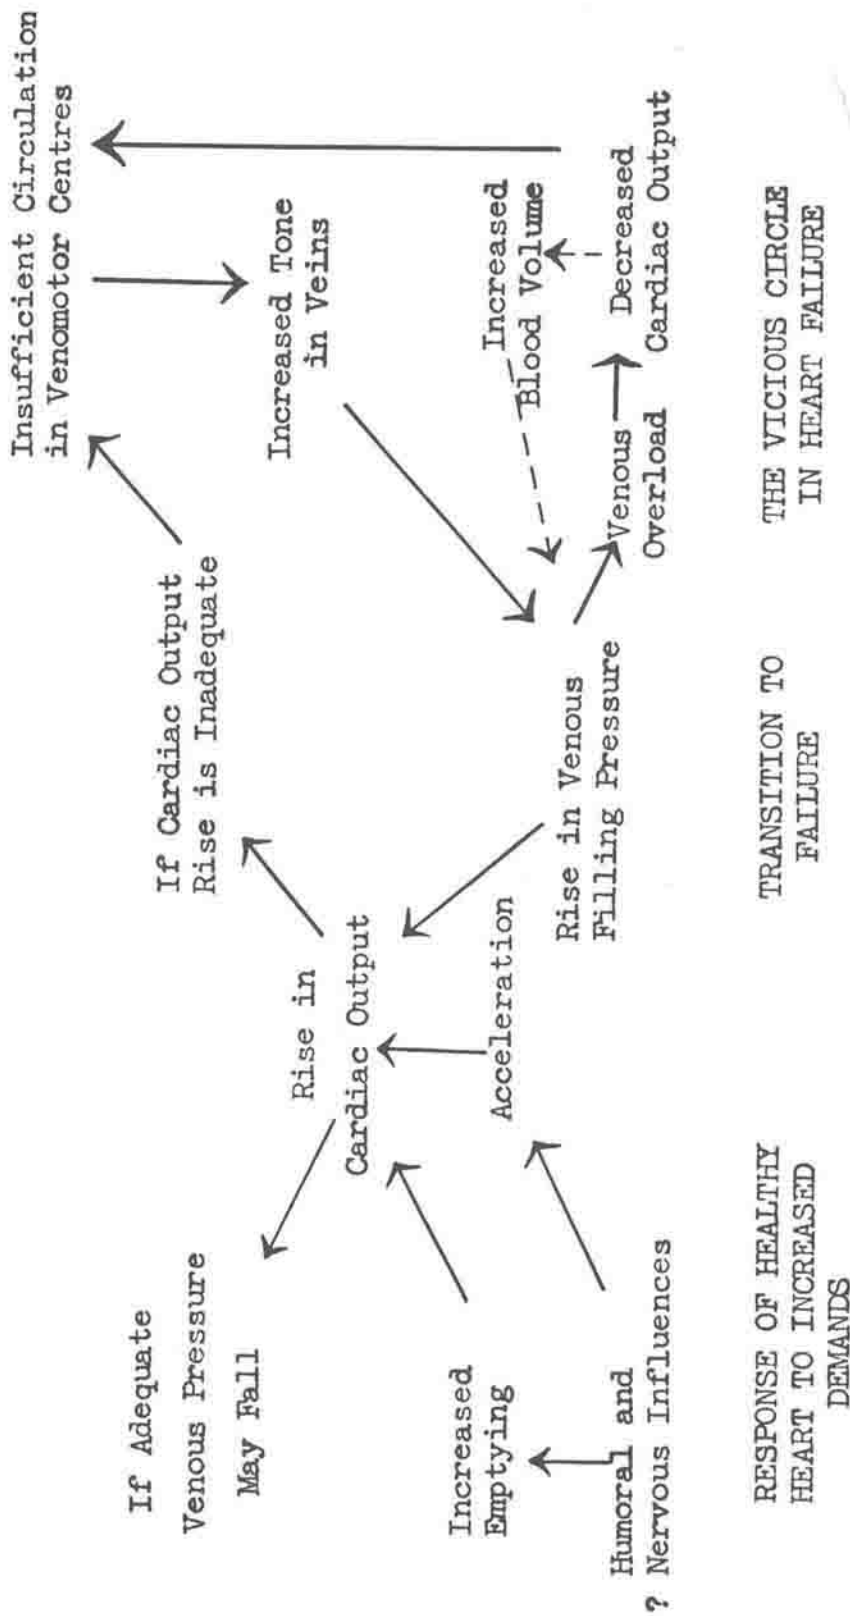 Insufficient Circulation
in Venomotor Centres
If Adequate
Venous Pressure
May Fall
If Cardiac Output
Rise is Inadequate
Increased Tone
in Veins
Rise in
Cardiac Output
Increased
Emptying
Acceleration
Increased
Blood Volume
Humoral and
? Nervous Influences
Rise in Venous
Filling Pressure
Venous
Overload
Decreased
Cardiac Output
RESPONSE OF HEALTHY
HEART TO INCREASED
DEMANDS
TRANSITION TO
FAILURE
THE VICIOUS CIRCLE
IN HEART FAILURE